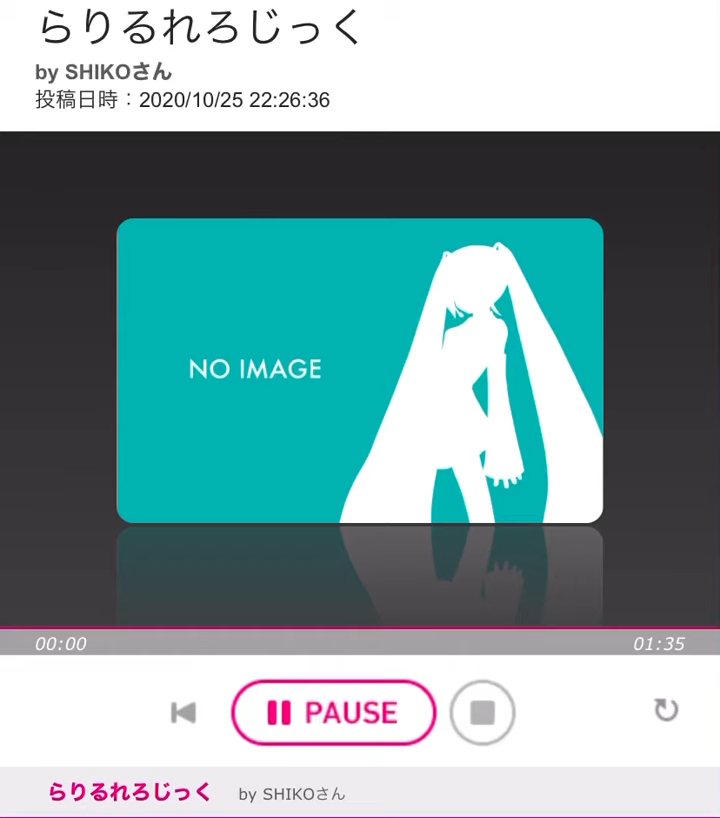 らりるれろじっく
by SHIKOさん
投稿日時：2020/10/25 22:26:36
NO IMAGE
00:00 01:35
PAUSE
らりるれろじっく by SHIKOさん